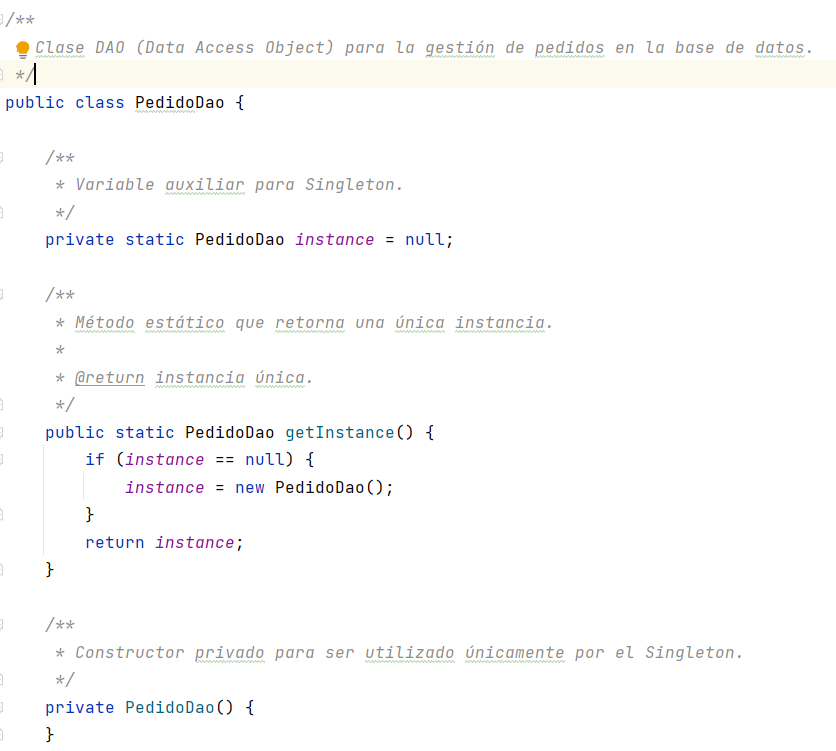 /**
Clase DAO (Data Access Object) para la gestión de pedidos en la base de datos.
*/
public class PedidoDao {
/**
* Variable auxiliar para Singleton.
*/
private static PedidoDao instance = null;
/**
* Método estático que retorna una única instancia.
*
* @return instancia única.
*/
public static PedidoDao getInstance() {
if (instance == null) {
instance = new PedidoDao();
}
return instance;
}
/**
* Constructor privado para ser utilizado únicamente por el Singleton.
*/
private PedidoDao() {
}